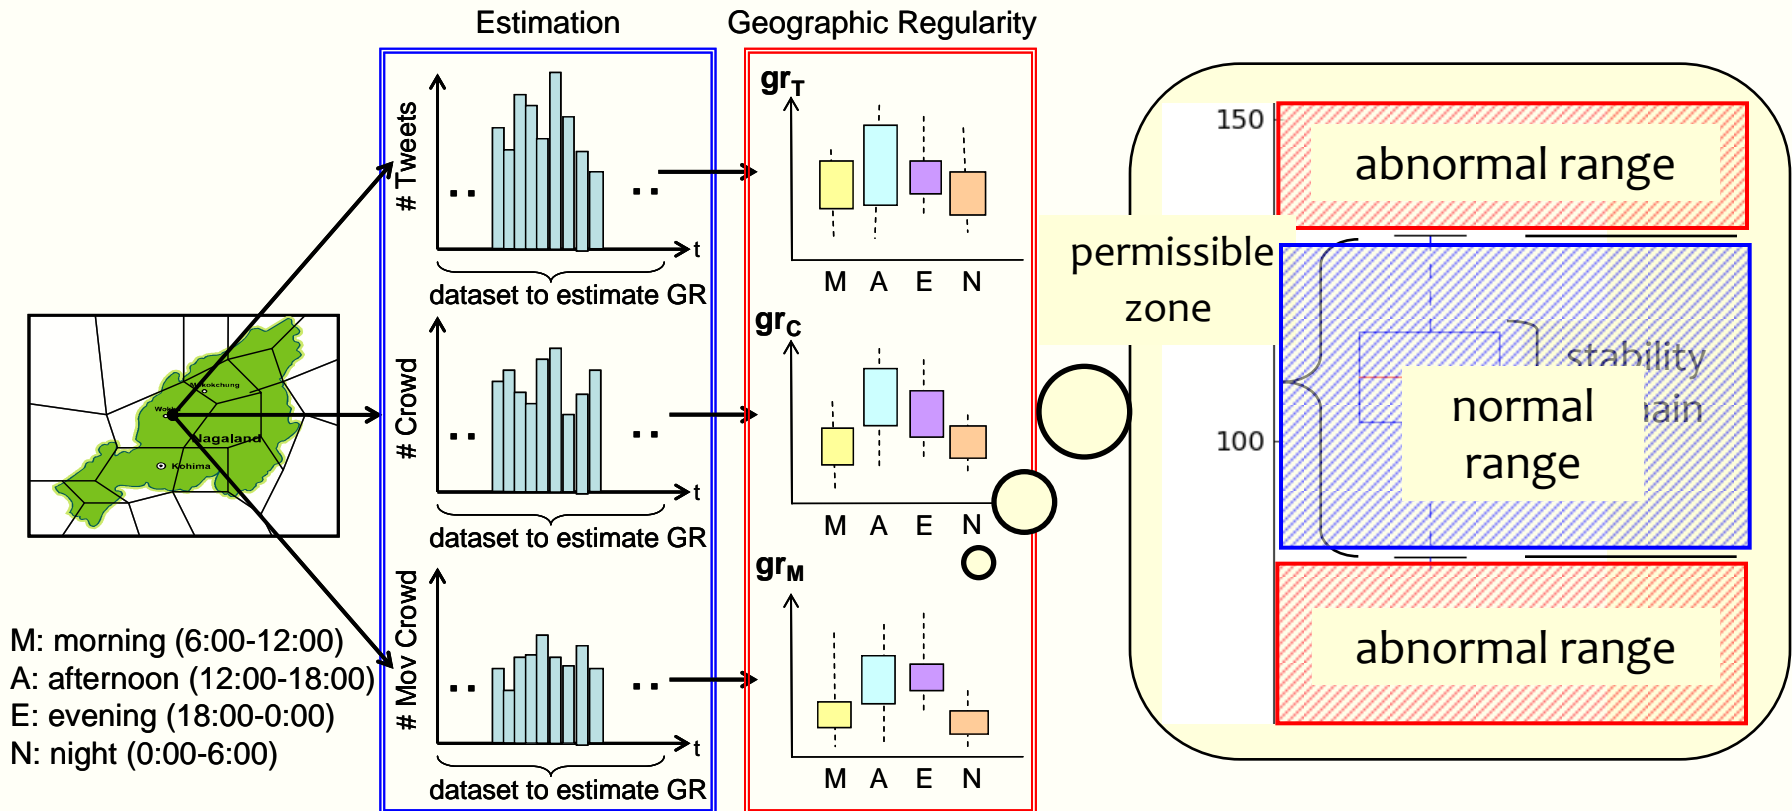 Estimation
Geographic Regularity
# Tweets
t
dataset to estimate GR
# Crowd
t
dataset to estimate GR
# Mov Crowd
t
dataset to estimate GR
gr_T
M A E N
gr_C
M A E N
gr_M
M A E N
Nagaland
Kohima
M: morning (6:00-12:00)
A: afternoon (12:00-18:00)
E: evening (18:00-0:00)
N: night (0:00-6:00)
permissible
zone
150
100
abnormal range
stability
normal
range
abnormal range